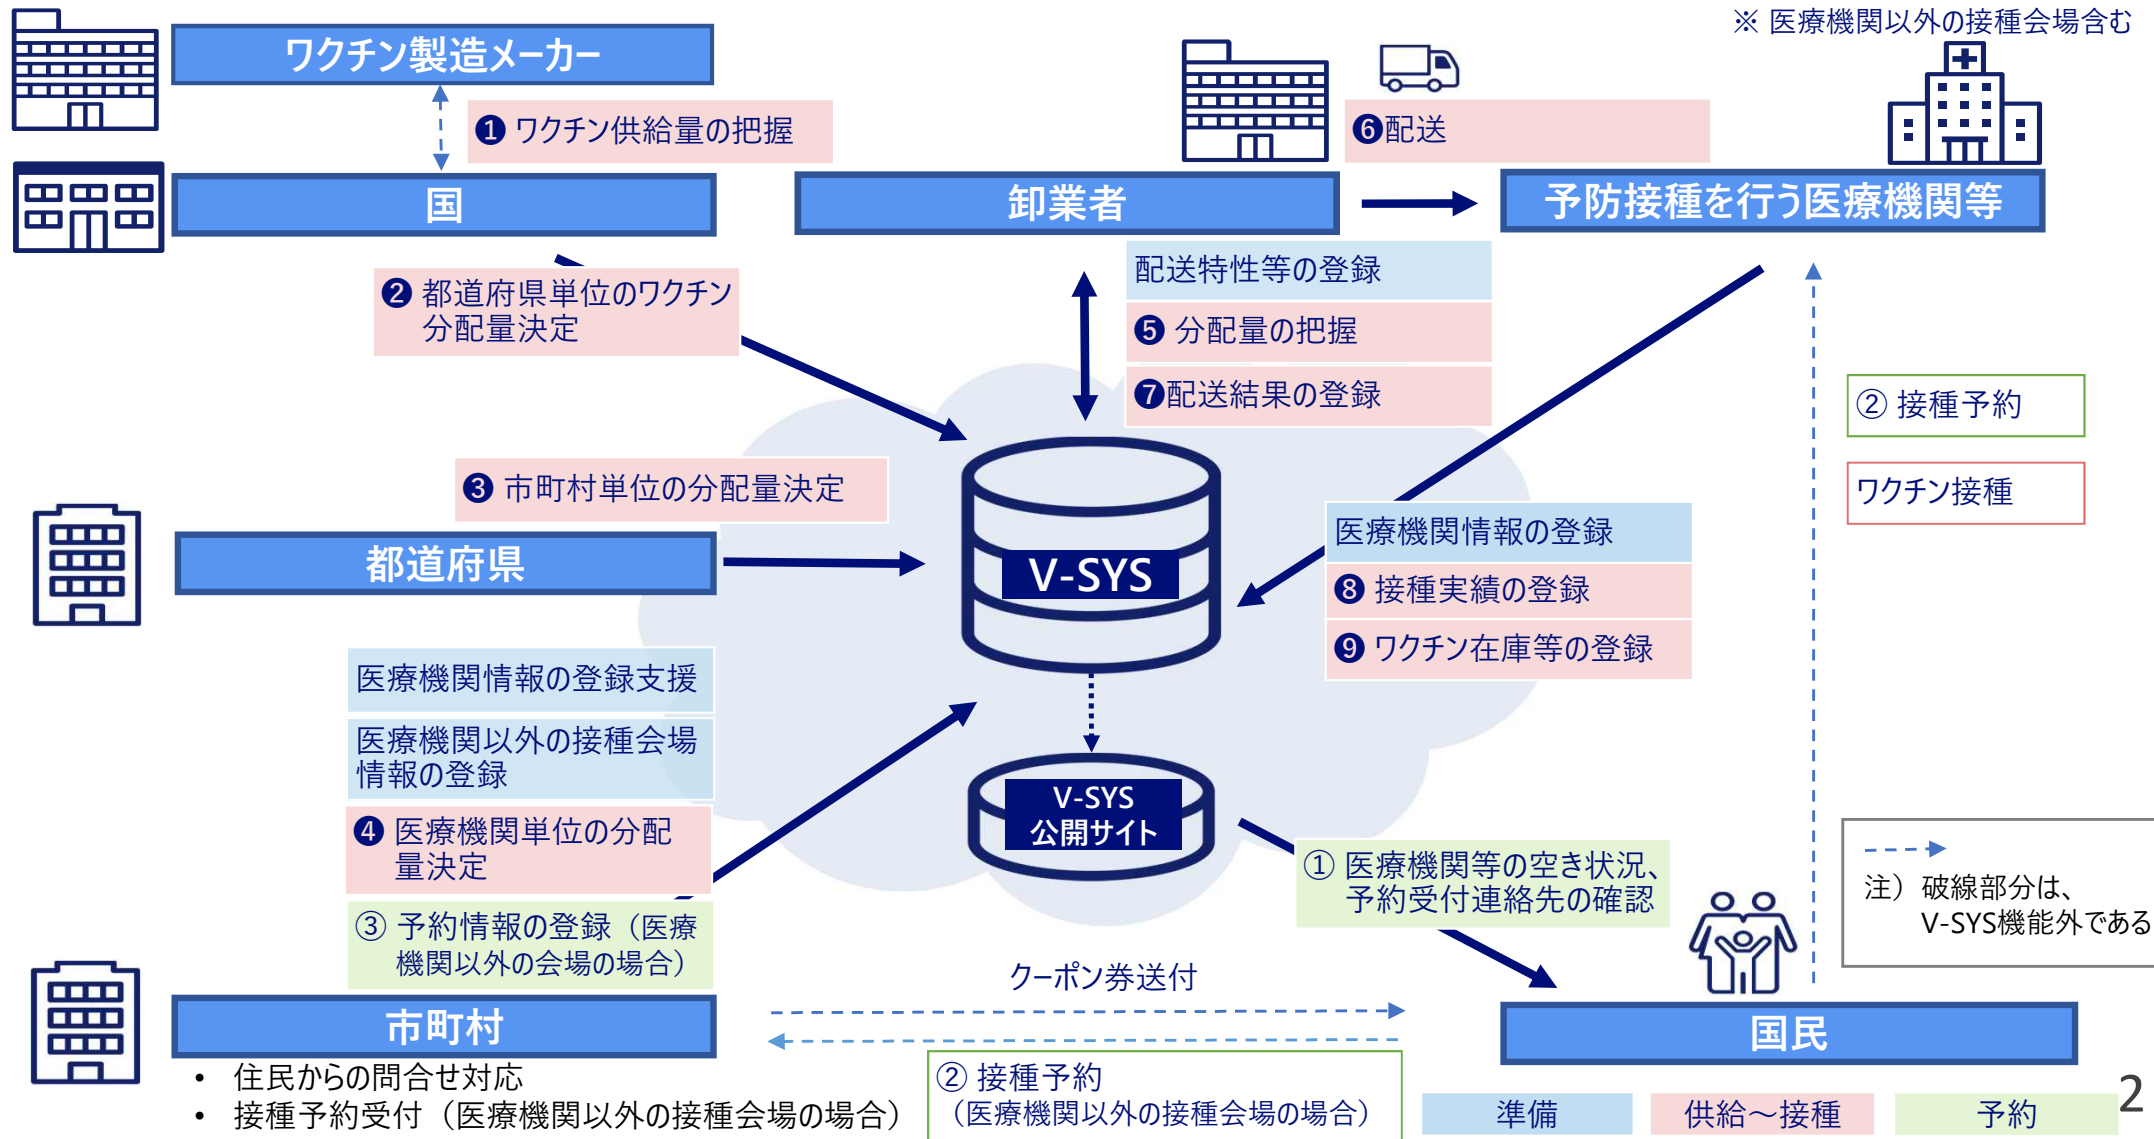 ※ 医療機関以外の接種会場含む
ワクチン製造メーカー
❶ ワクチン供給量の把握
❻配送
国
卸業者
予防接種を行う医療機関等
❷ 都道府県単位のワクチン
分配量決定
配送特性等の登録
❺ 分配量の把握
❼配送結果の登録
② 接種予約
ワクチン接種
❸ 市町村単位の分配量決定
都道府県
V-SYS
医療機関情報の登録
❽ 接種実績の登録
❾ ワクチン在庫等の登録
医療機関情報の登録支援
医療機関以外の接種会場
情報の登録
❹ 医療機関単位の分配
量決定
③ 予約情報の登録（医療
機関以外の会場の場合）
V-SYS
公開サイト
① 医療機関等の空き状況、
予約受付連絡先の確認
注） 破線部分は、
V-SYS機能外である
クーポン券送付
市町村
国民
• 住民からの問合せ対応
• 接種予約受付（医療機関以外の接種会場の場合）
② 接種予約
（医療機関以外の接種会場の場合）
準備
供給～接種
予約
2